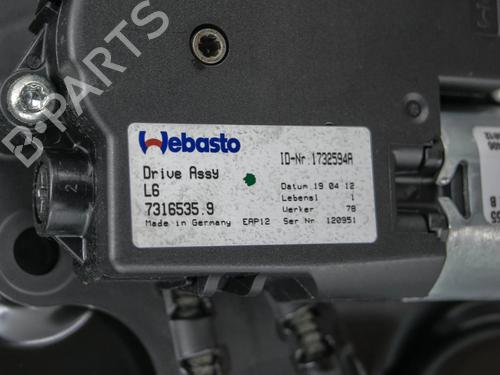 B-PARTS
Webasto
ID-Nr.1732594A
Drive Assy
L6
7316535.9
Made in Germany EAP12
Datum 19 04 12
Lebensl 1
Werker 78
Ser Nr 120951
2
B